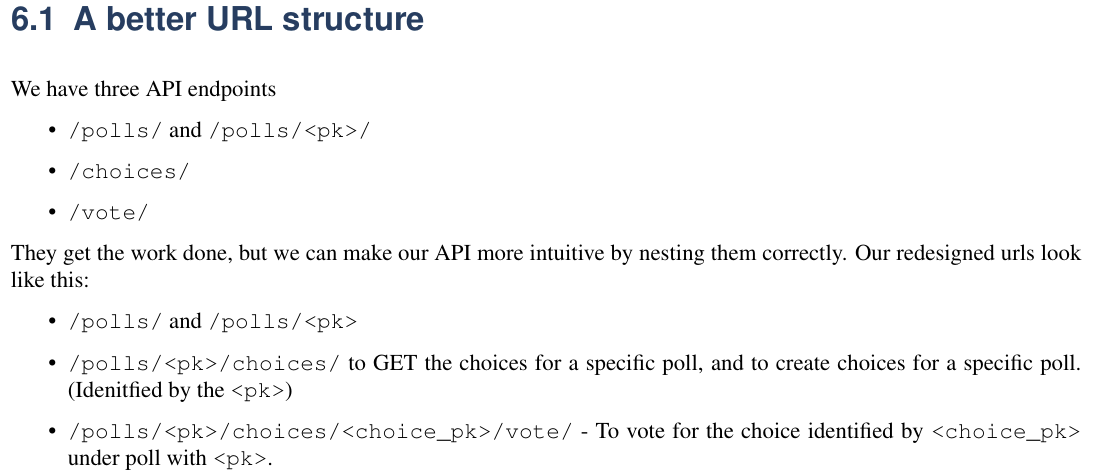 6.1 A better URL structure
We have three API endpoints
• /polls/ and /polls/<pk>/
• /choices/
• /vote/
They get the work done, but we can make our API more intuitive by nesting them correctly. Our redesigned urls look
like this:
• /polls/ and /polls/<pk>
• /polls/<pk>/choices/ to GET the choices for a specific poll, and to create choices for a specific poll.
(Idenitfied by the <pk>)
• /polls/<pk>/choices/<choice_pk>/vote/ - To vote for the choice identified by <choice_pk>
under poll with <pk>.